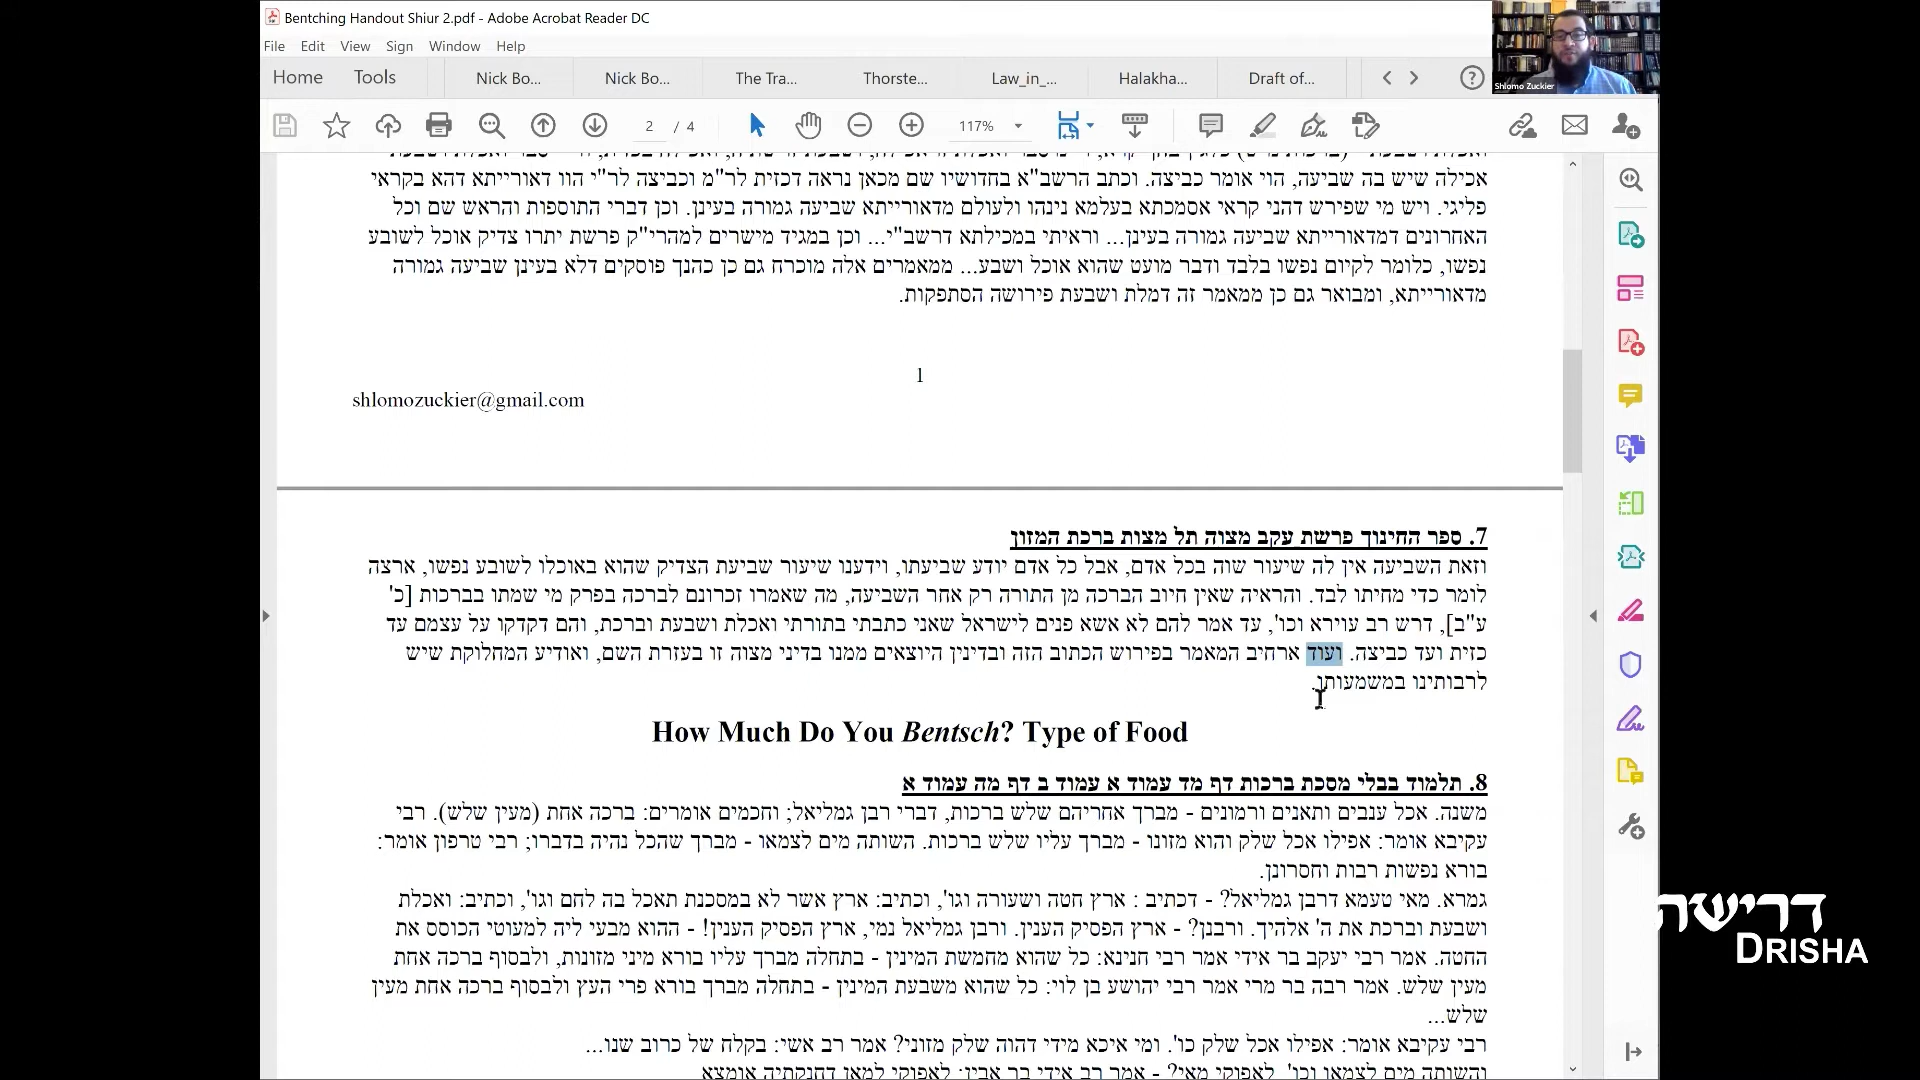 Bentching Handout Shiur 2.pdf - Adobe Acrobat Reader DC
File Edit View Sign Window Help
Home Tools Nick Bo... Nick Bo... The Tra... Thorste... Law_in_... Halakha... Draft of...
Shlomo Zuckier
2 / 4 117%
אכילה שיש בה שביעה, הוי אומר כביצה. וכתב הרשב"א בחדושיו שם מכאן נראה דכזית לר"מ וכביצה לר"י הוו דאורייתא דהא בקראי
פליגי. ויש מי שפירש דהני קראי אסמכתא בעלמא נינהו ולעולם מדאורייתא שביעה גמורה בעינן. וכן דברי התוספות והראש שם וכל
האחרונים דמדאורייתא שביעה גמורה בעינן... וראיתי במכילתא דרשב"י... וכן במגיד מישרים למהרי"ק פרשת יתרו צדיק אוכל לשובע
נפשו, כלומר לקיום נפשו בלבד ודבר מועט שהוא אוכל ושבע... ממאמרים אלה מוכרח גם כן כהנך פוסקים דלא בעינן שביעה גמורה
מדאורייתא, ומבואר גם כן ממאמר זה דמלת ושבעת פירושה הסתפקות.
1
shlomozuckier@gmail.com
7. ספר החינוך פרשת עקב מצוה תל מצות ברכת המזון
וזאת השביעה אין לה שיעור שוה בכל אדם, אבל כל אדם יודע שביעתו, וידענו שיעור שביעת הצדיק שהוא באוכלו לשובע נפשו, ארצה
לומר כדי מחיתו לבד. והראיה שאין חיוב הברכה מן התורה רק אחר השביעה, מה שאמרו זכרונם לברכה בפרק מי שמתו בברכות [כ'
ע"ב], דרש רב עוירא וכו', עד אמר להם לא אשא פנים לישראל שאני כתבתי בתורתי ואכלת ושבעת וברכת, והם דקדקו על עצמם עד
כזית ועד כביצה. ועוד ארחיב המאמר בפירוש הכתוב הזה ובדינין היוצאים ממנו בדיני מצוה זו בעזרת השם, ואודיע המחלוקת שיש
לרבותינו במשמעותו.
How Much Do You Bentsch? Type of Food
8. תלמוד בבלי מסכת ברכות דף מד עמוד א עמוד ב דף מה עמוד א
משנה. אכל ענבים ותאנים ורמונים - מברך אחריהם שלש ברכות, דברי רבן גמליאל; וחכמים אומרים: ברכה אחת (מעין שלש). רבי
עקיבא אומר: אפילו אכל שלק והוא מזונו - מברך עליו שלש ברכות. השותה מים לצמאו - מברך שהכל נהיה בדברו; רבי טרפון אומר:
בורא נפשות רבות וחסרונן.
גמרא. מאי טעמא דרבן גמליאל? - דכתיב : ארץ חטה ושעורה וגו', וכתיב: ארץ אשר לא במסכנת תאכל בה לחם וגו', וכתיב: ואכלת
ושבעת וברכת את ה' אלהיך. ורבנן? - ארץ הפסיק הענין. ורבן גמליאל נמי, ארץ הפסיק הענין! - ההוא מבעי ליה למעוטי הכוסס את
החטה. אמר רבי יעקב בר אידי אמר רבי חנינא: כל שהוא מחמשת המינין - בתחלה מברך עליו בורא מיני מזונות, ולבסוף ברכה אחת
מעין שלש. אמר רבה בר מרי אמר רבי יהושע בן לוי: כל שהוא משבעת המינין - בתחלה מברך בורא פרי העץ ולבסוף ברכה אחת מעין
שלש...
רבי עקיבא אומר: אפילו אכל שלק כו'. ומי איכא מידי דהוה שלק מזוני? אמר רב אשי: בקלח של כרוב שנו...
והשותה מים לצמאו וכו'. לאפוקי מאי? - אמר רב אידי בר אבין: לאפוקי למאן דחנקתיה אומצא
דרישה
DRISHA